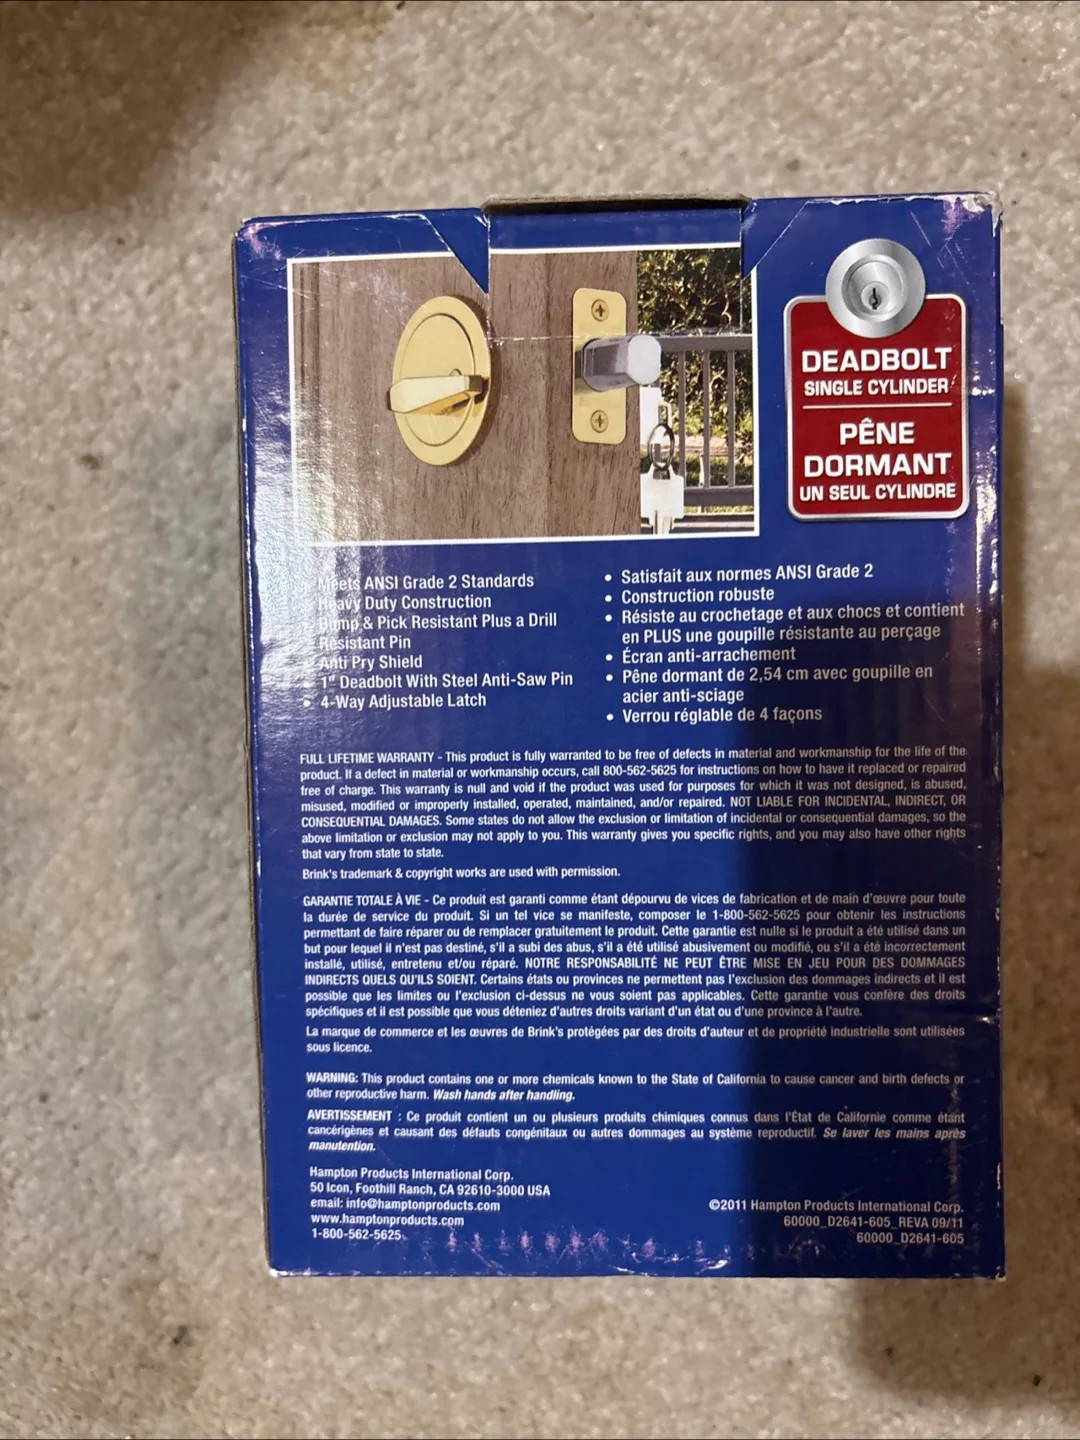 DEADBOLT
SINGLE CYLINDER
PÊNE
DORMANT
UN SEUL CYLINDRE
Meets ANSI Grade 2 Standards
Heavy Duty Construction
Bump & Pick Resistant Plus a Drill
Resistant Pin
Anti Pry Shield
• 1" Deadbolt With Steel Anti-Saw Pin
• 4-Way Adjustable Latch
• Satisfait aux normes ANSI Grade 2
• Construction robuste
• Résiste au crochetage et aux chocs et contient
en PLUS une goupille résistante au perçage
• Écran anti-arrachement
• Pêne dormant de 2,54 cm avec goupille en
acier anti-sciage
• Verrou réglable de 4 façons
FULL LIFETIME WARRANTY - This product is fully warranted to be free of defects in material and workmanship for the life of the
product. If a defect in material or workmanship occurs, call 800-562-5625 for instructions on how to have it replaced or repaired
free of charge. This warranty is null and void if the product was used for purposes for which it was not designed, is abused,
misused, modified or improperly installed, operated, maintained, and/or repaired. NOT LIABLE FOR INCIDENTAL, INDIRECT, OR
CONSEQUENTIAL DAMAGES. Some states do not allow the exclusion or limitation of incidental or consequential damages, so the
above limitation or exclusion may not apply to you. This warranty gives you specific rights, and you may also have other rights
that vary from state to state.
Brink's trademark & copyright works are used with permission.
GARANTIE TOTALE À VIE - Ce produit est garanti comme étant dépourvu de vices de fabrication et de main d'œuvre pour toute
la durée de service du produit. Si un tel vice se manifeste, composer le 1-800-562-5625 pour obtenir les instructions
permettant de faire réparer ou de remplacer gratuitement le produit. Cette garantie est nulle si le produit a été utilisé dans un
but pour lequel il n'est pas destiné, s'il a subi des abus, s'il a été utilisé abusivement ou modifié, ou s'il a été incorrectement
installé, utilisé, entretenu et/ou réparé. NOTRE RESPONSABILITÉ NE PEUT ÊTRE MISE EN JEU POUR DES DOMMAGES
INDIRECTS QUELS QU'ILS SOIENT. Certains états ou provinces ne permettent pas l'exclusion des dommages indirects et il est
possible que les limites ou l'exclusion ci-dessus ne vous soient pas applicables. Cette garantie vous confère des droits
spécifiques et il est possible que vous déteniez d'autres droits variant d'un état ou d'une province à l'autre.
La marque de commerce et les œuvres de Brink's protégées par des droits d'auteur et de propriété industrielle sont utilisées
sous licence.
WARNING: This product contains one or more chemicals known to the State of California to cause cancer and birth defects or
other reproductive harm. Wash hands after handling.
AVERTISSEMENT : Ce produit contient un ou plusieurs produits chimiques connus dans l'État de Californie comme étant
cancérigènes et causant des défauts congénitaux ou autres dommages au système reproductif. Se laver les mains après
manutention.
Hampton Products International Corp.
50 Icon, Foothill Ranch, CA 92610-3000 USA
email: info@hamptonproducts.com
www.hamptonproducts.com
1-800-562-5625
©2011 Hampton Products International Corp.
60000_D2641-605_REVA 09/11
60000_D2641-605